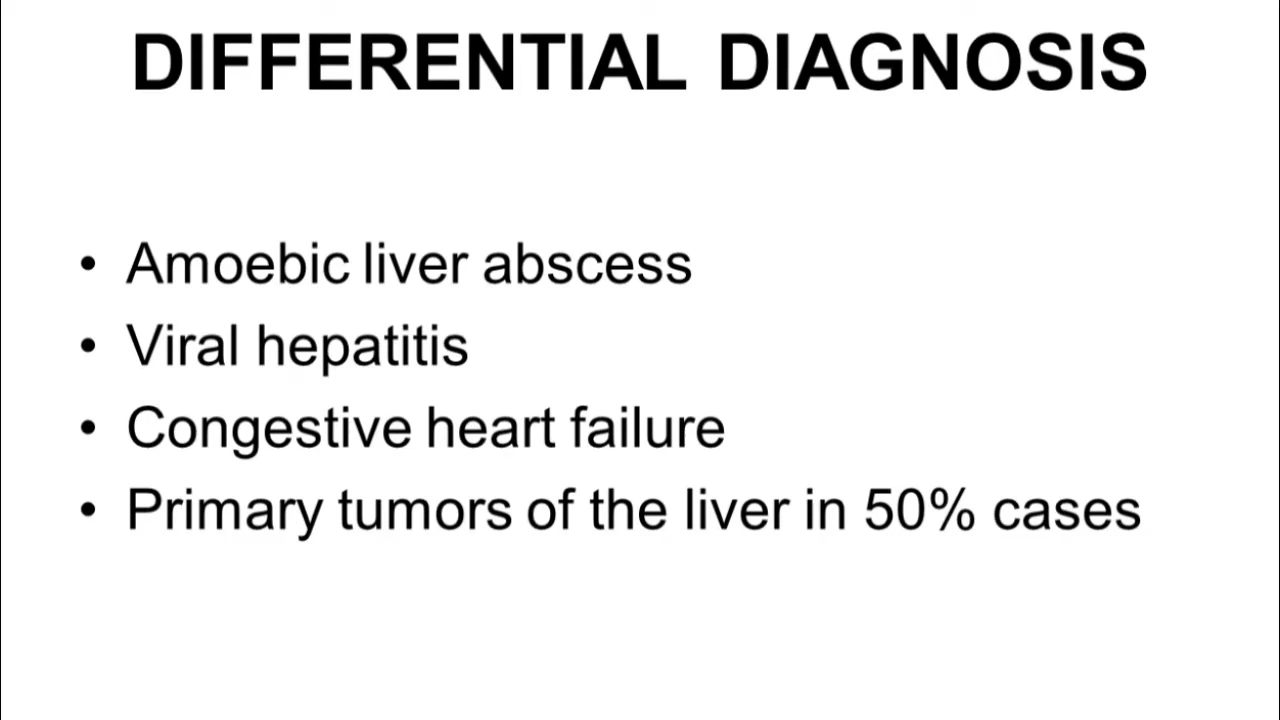 DIFFERENTIAL DIAGNOSIS
• Amoebic liver abscess
• Viral hepatitis
• Congestive heart failure
• Primary tumors of the liver in 50% cases